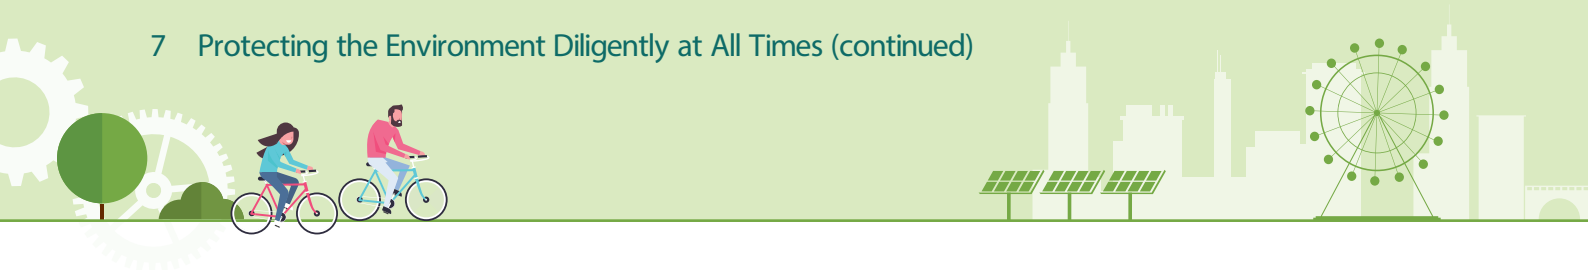 7 Protecting the Environment Diligently at All Times (continued)